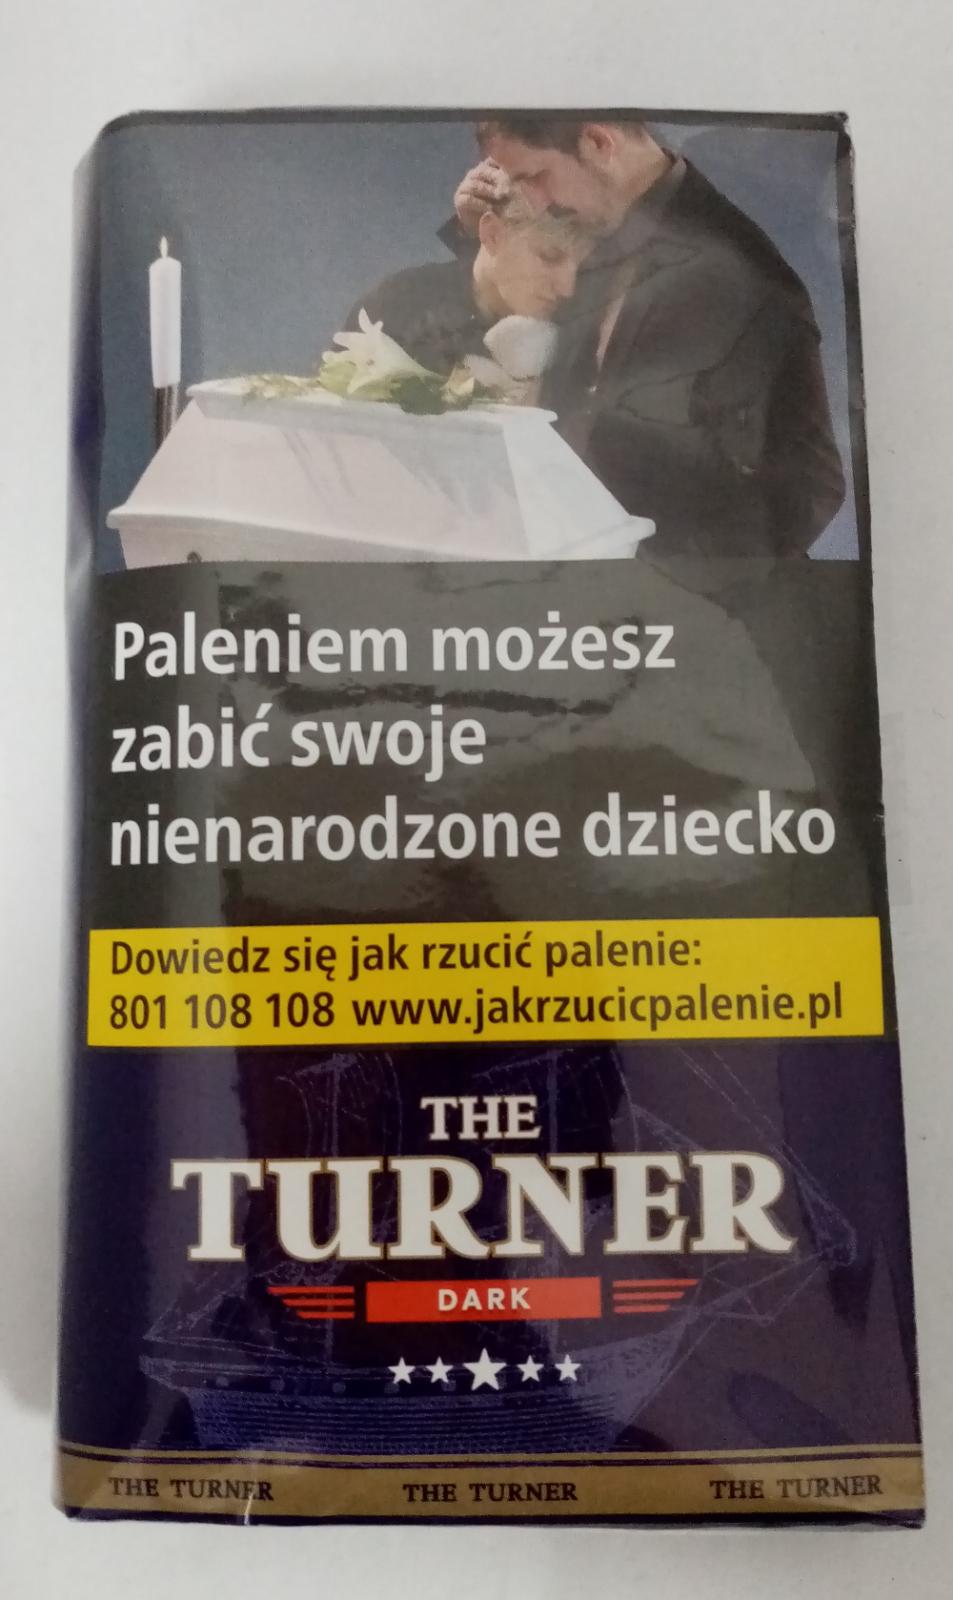 Paleniem możesz
zabić swoje
nienarodzone dziecko
Dowiedz się jak rzucić palenie:
801 108 108 www.jakrzucicpalenie.pl
THE
TURNER
DARK
THE TURNER THE TURNER THE TURNER